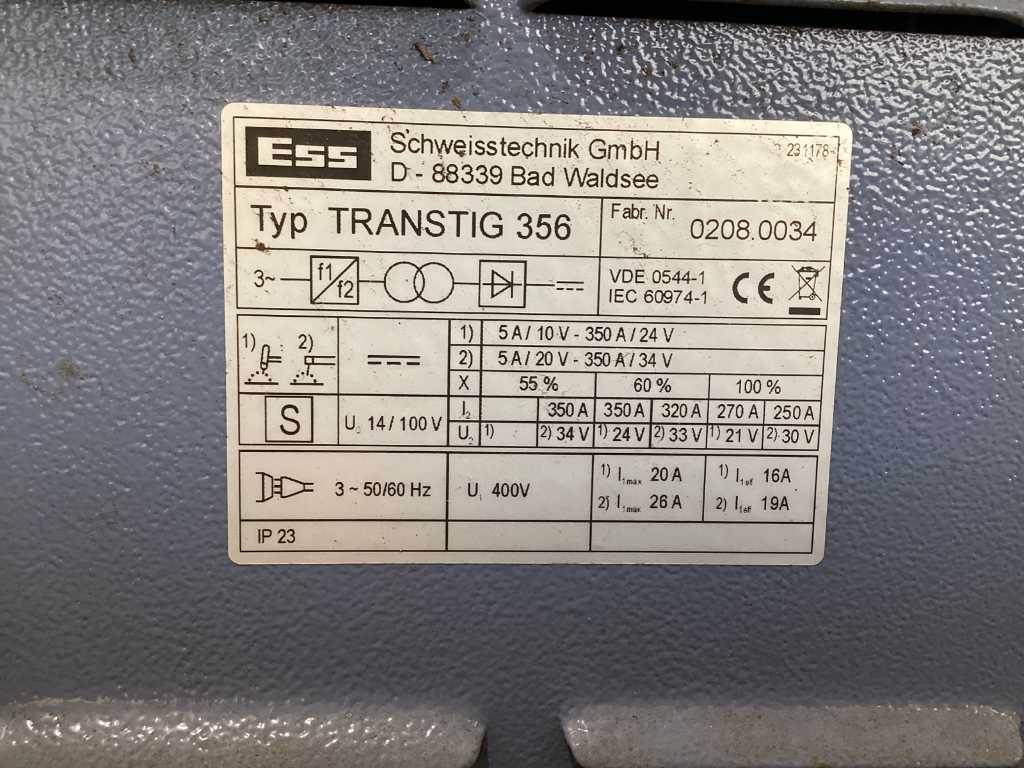 ESS Schweisstechnik GmbH
D - 88339 Bad Waldsee
231178-
Typ TRANSTIG 356
Fabr. Nr. 0208.0034
3~ f1/f2
VDE 0544-1
IEC 60974-1
CE
1) 2)
1) 5 A / 10 V - 350 A / 24 V
2) 5 A / 20 V - 350 A / 34 V
X 55 % 60 % 100 %
S
U₀ 14 / 100 V
I₂ 350 A 350 A 320 A 270 A 250 A
U₂ 1) 2) 34 V 1) 24 V 2) 33 V 1) 21 V 2) 30 V
3 ~ 50/60 Hz
U₁ 400V
1) I₁max 20 A 1) I₁eff 16A
2) I₁max 26 A 2) I₁eff 19A
IP 23